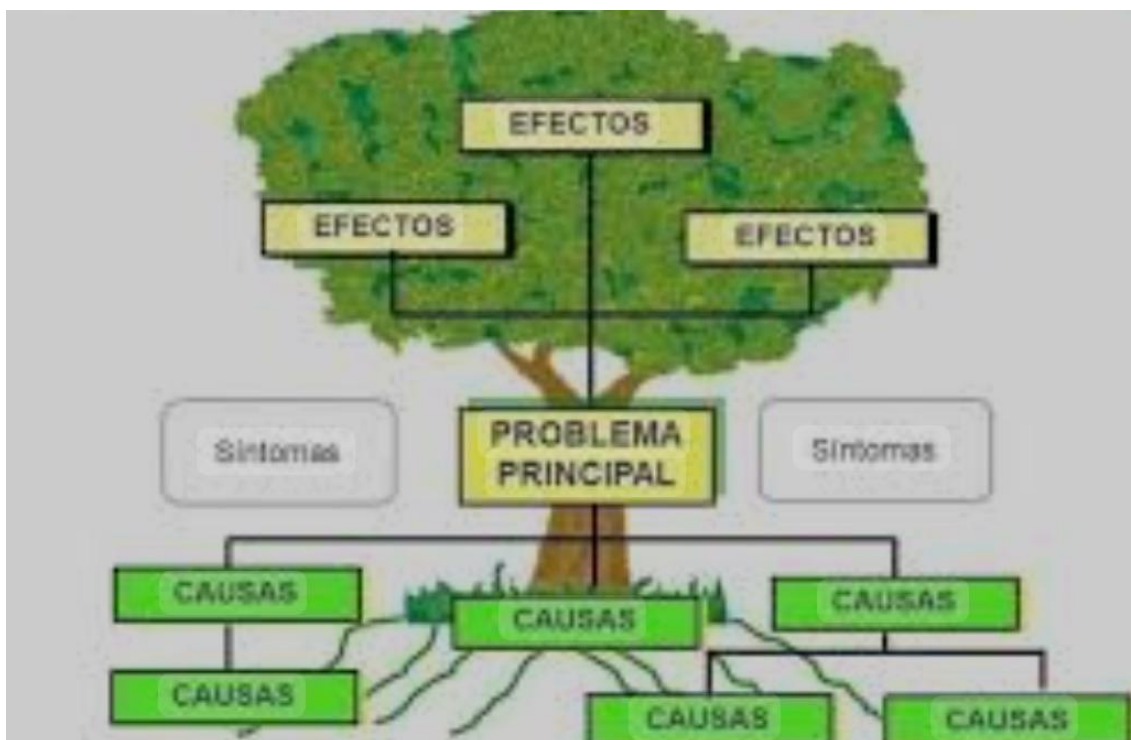 EFECTOS
EFECTOS
EFECTOS
PROBLEMA
PRINCIPAL
Síntomas
Síntomas
CAUSAS
CAUSAS
CAUSAS
CAUSAS
CAUSAS
CAUSAS